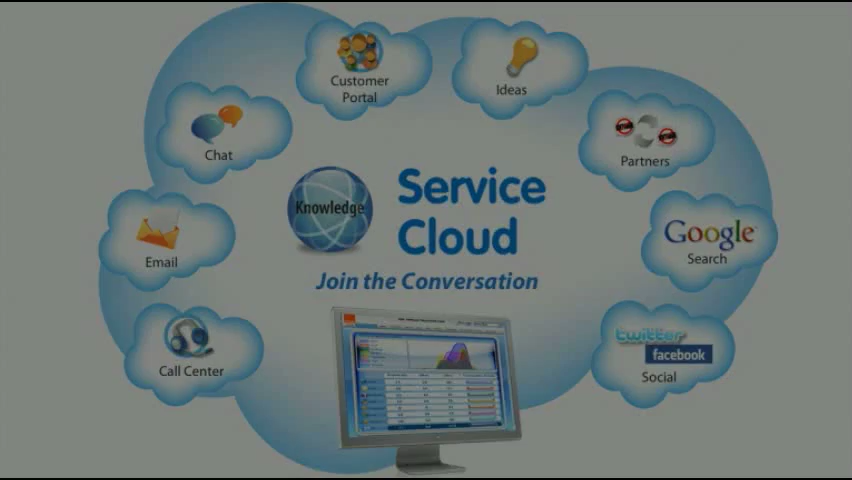 Customer
Portal
Ideas
Chat
Partners
Knowledge
Service
Cloud
Join the Conversation
Email
Google
Search
Call Center
twitter
facebook
Social